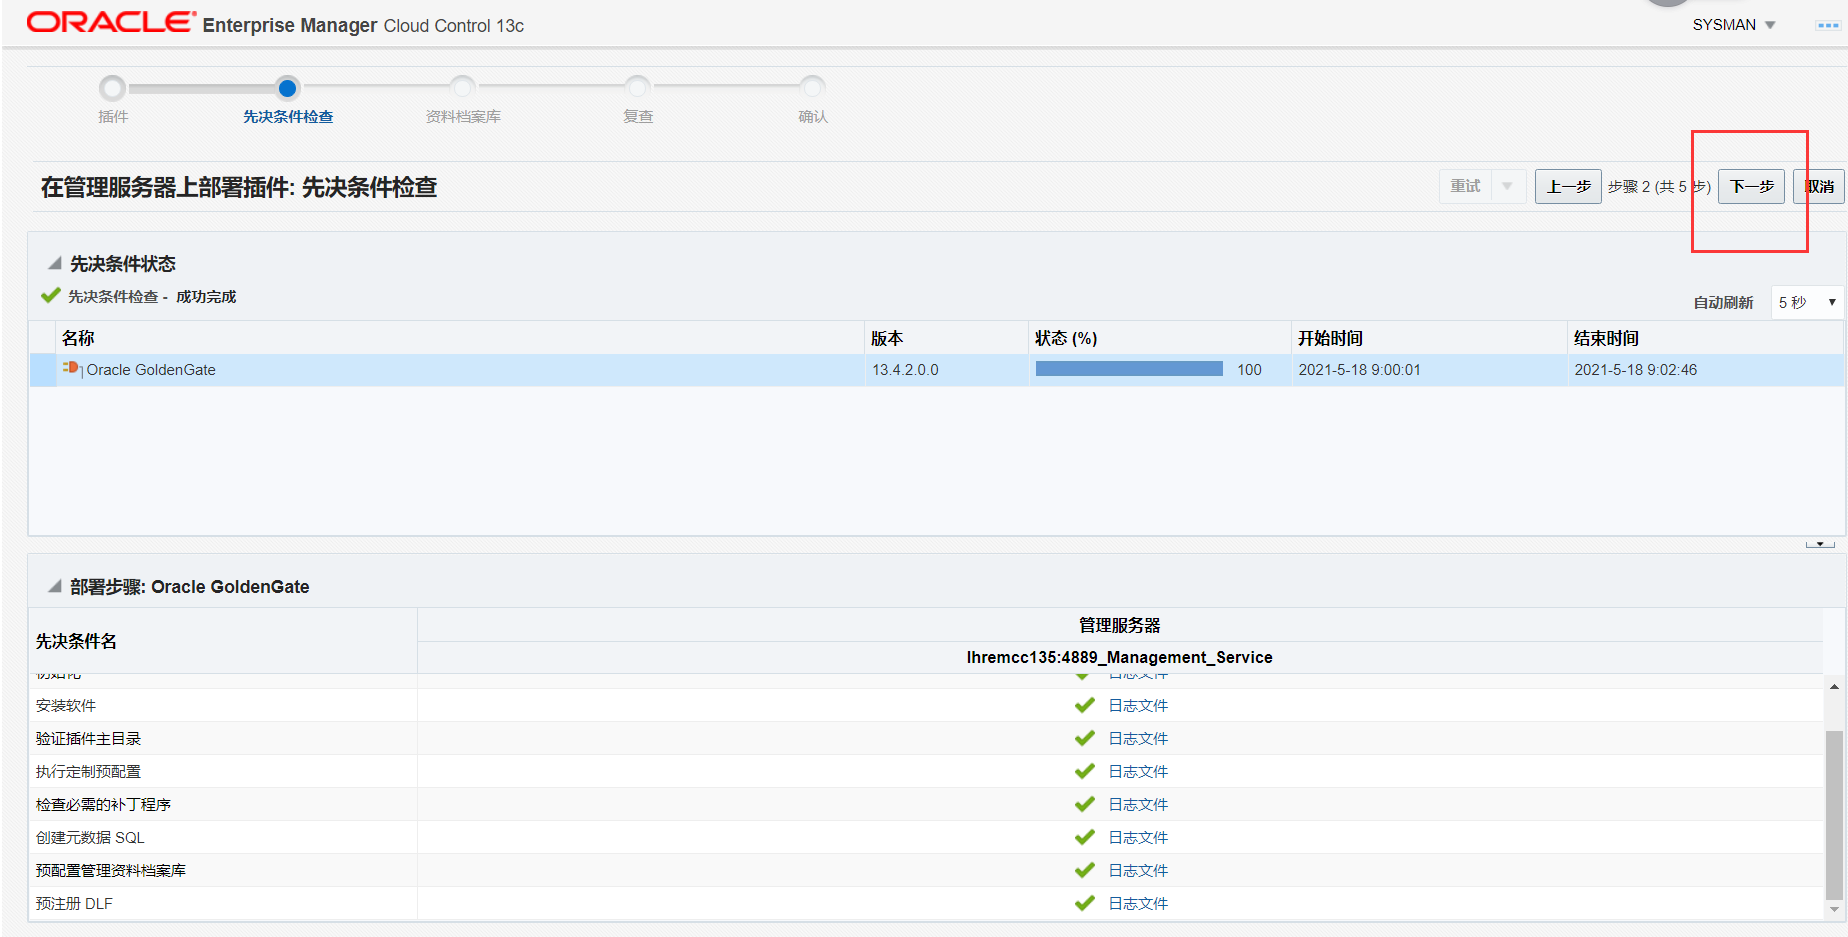 ORACLE Enterprise Manager Cloud Control 13c
SYSMAN
插件
先决条件检查
资料档案库
复查
确认
在管理服务器上部署插件: 先决条件检查
重试
上一步
步骤 2 (共 5 步)
下一步
取消
先决条件状态
先决条件检查 - 成功完成
自动刷新
5 秒
名称 版本 状态 (%) 开始时间 结束时间
Oracle GoldenGate 13.4.2.0.0 100 2021-5-18 9:00:01 2021-5-18 9:02:46
部署步骤: Oracle GoldenGate
先决条件名
管理服务器
lhremcc135:4889_Management_Service
初始化 日志文件
安装软件 日志文件
验证插件主目录 日志文件
执行定制预配置 日志文件
检查必需的补丁程序 日志文件
创建元数据 SQL 日志文件
预配置管理资料档案库 日志文件
预注册 DLF 日志文件